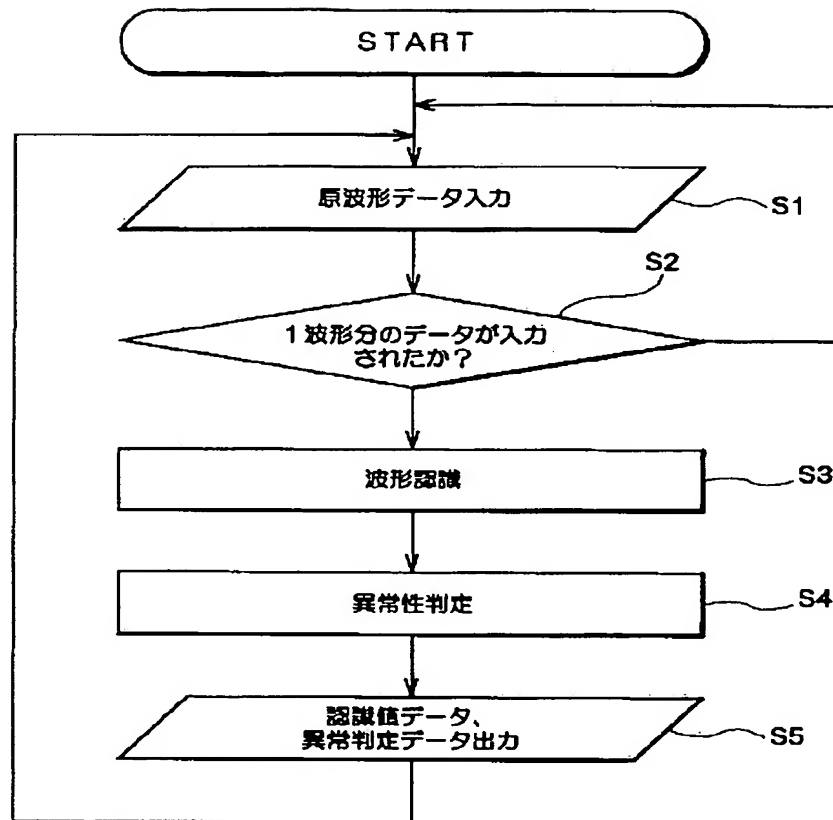 START
原波形データ入力
S1
S2
1波形分のデータが入力
されたか?
波形認識
S3
異常性判定
S4
認識値データ、
異常判定データ出力
S5